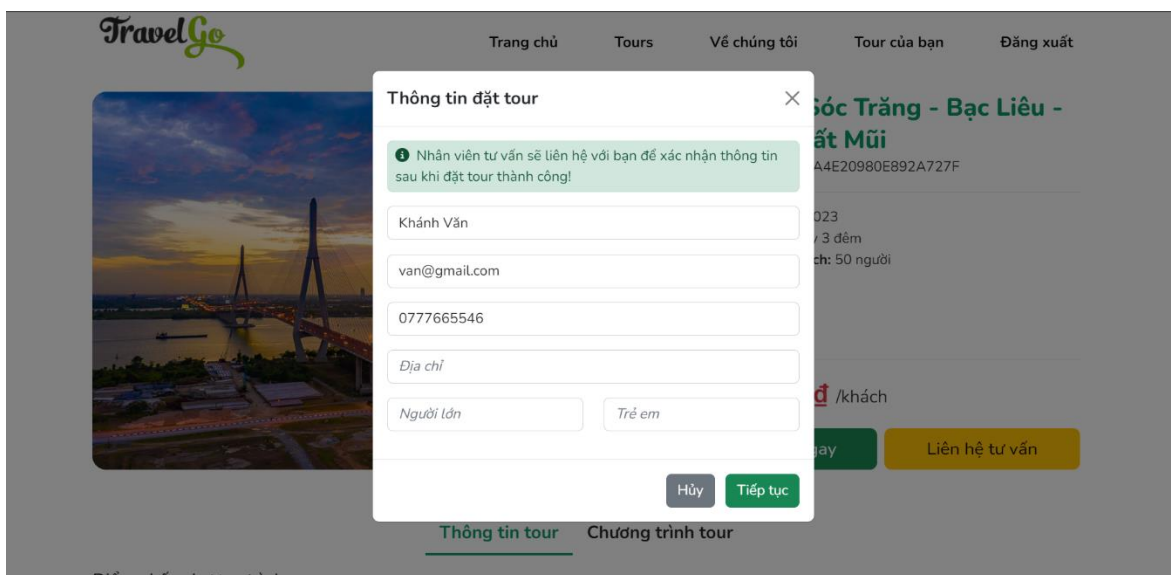 TravelGo
Trang chủ
Tours
Về chúng tôi
Tour của bạn
Đăng xuất
Thông tin đặt tour
Sóc Trăng - Bạc Liêu -
ất Mũi
A4E20980E892A727F
Nhân viên tư vấn sẽ liên hệ với bạn để xác nhận thông tin
sau khi đặt tour thành công!
Khánh Văn
023
3 đêm
van@gmail.com
ch: 50 người
0777665546
Địa chỉ
Người lớn
Trẻ em
đ /khách
gay
Liên hệ tư vấn
Hủy
Tiếp tục
Thông tin tour
Chương trình tour